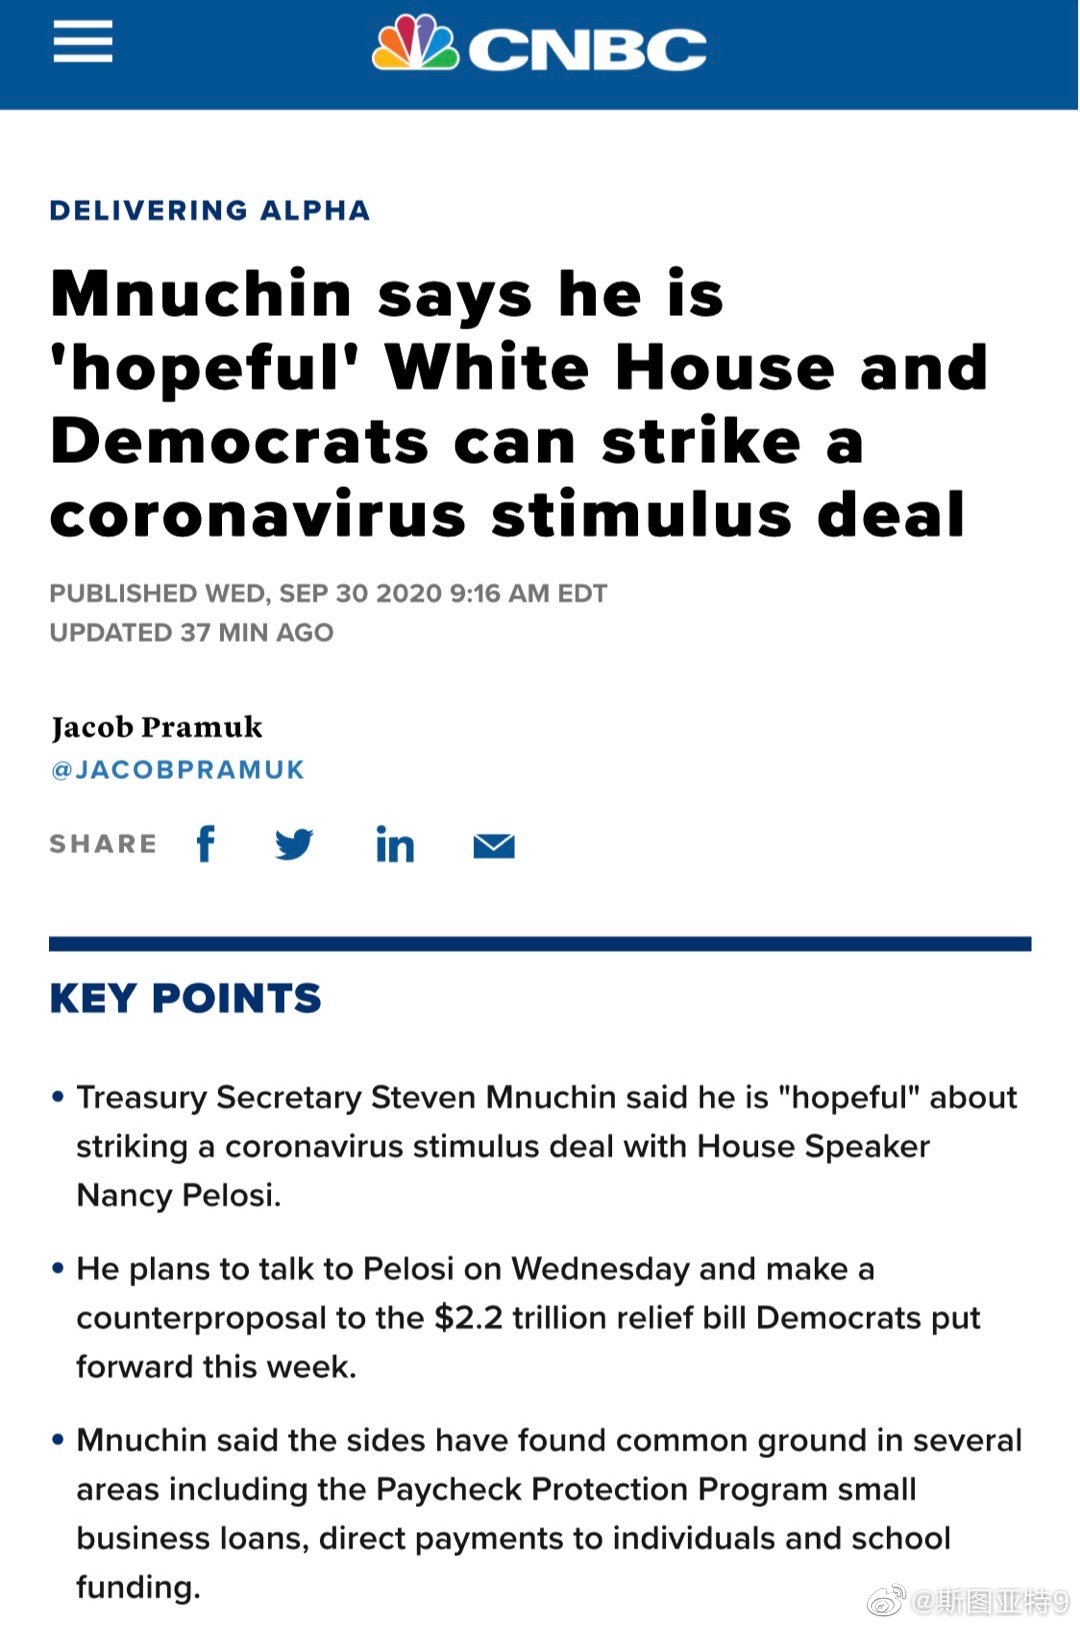 CNBC
DELIVERING ALPHA
Mnuchin says he is
'hopeful' White House and
Democrats can strike a
coronavirus stimulus deal
PUBLISHED WED, SEP 30 2020 9:16 AM EDT
UPDATED 37 MIN AGO
Jacob Pramuk
@JACOBPRAMUK
SHARE
KEY POINTS
• Treasury Secretary Steven Mnuchin said he is "hopeful" about
striking a coronavirus stimulus deal with House Speaker
Nancy Pelosi.
• He plans to talk to Pelosi on Wednesday and make a
counterproposal to the $2.2 trillion relief bill Democrats put
forward this week.
• Mnuchin said the sides have found common ground in several
areas including the Paycheck Protection Program small
business loans, direct payments to individuals and school
funding.
@斯图亚特9